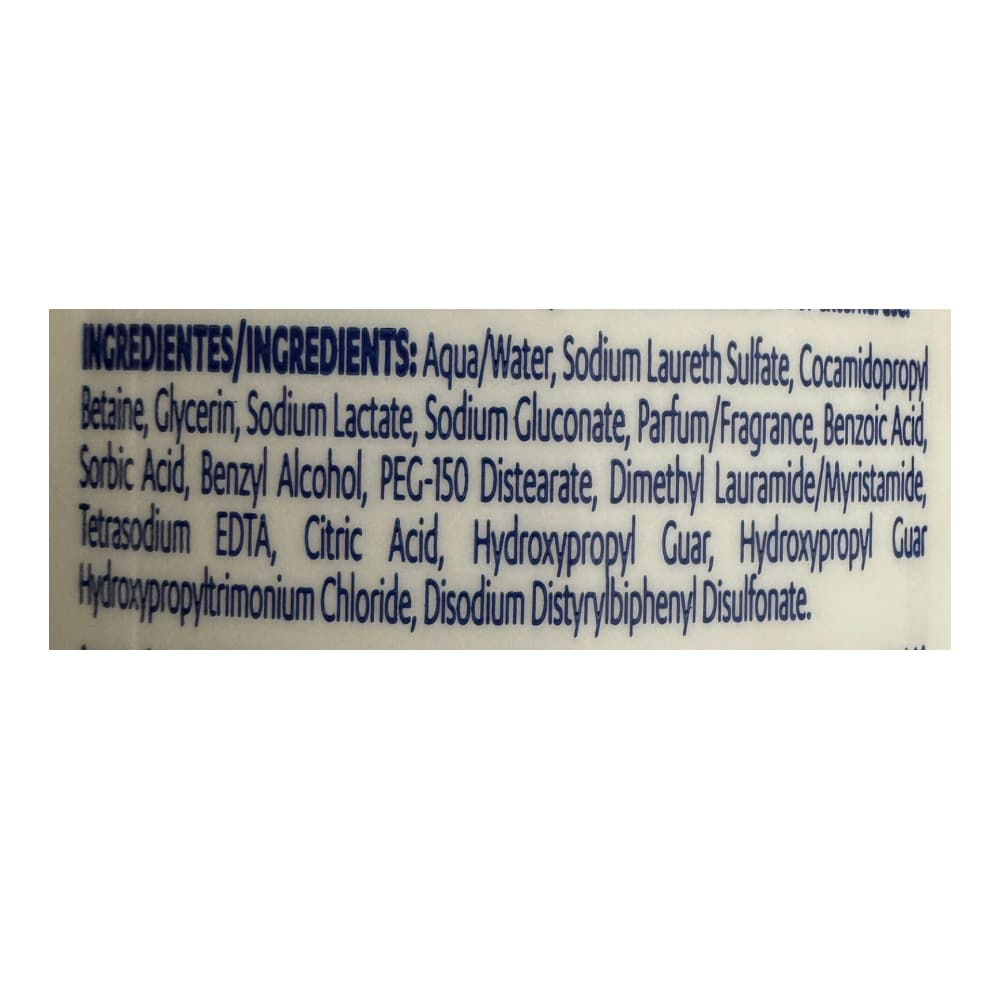 INGREDIENTES/INGREDIENTS: Aqua/Water, Sodium Laureth Sulfate, Cocamidopropyl
Betaine, Glycerin, Sodium Lactate, Sodium Gluconate, Parfum/Fragrance, Benzoic Acid,
Sorbic Acid, Benzyl Alcohol, PEG-150 Distearate, Dimethyl Lauramide/Myristamide,
Tetrasodium EDTA, Citric Acid, Hydroxypropyl Guar, Hydroxypropyl Guar
Hydroxypropyltrimonium Chloride, Disodium Distyrylbiphenyl Disulfonate.